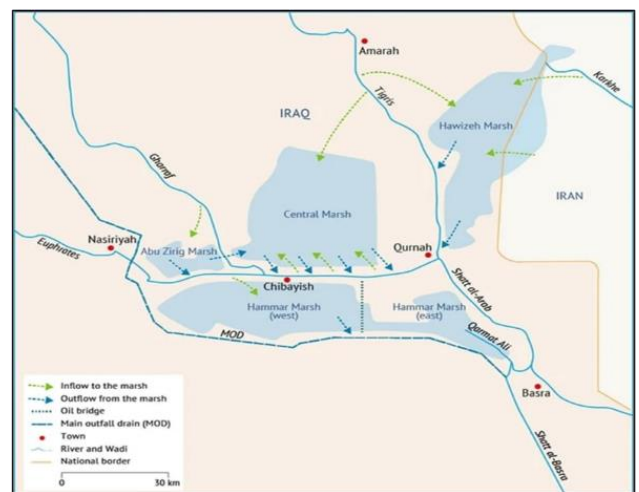 Amarah
Karkhe
Tigris
IRAQ
Hawizeh Marsh
Gharraf
IRAN
Central Marsh
Nasiriyah
Abu Zirig Marsh
Qurnah
Euphrates
Chibayish
Shatt al-Arab
Hammar Marsh
(west)
Hammar Marsh
(east)
MOD
Qarmat Ali
Basra
Shatt al-Basra
Inflow to the marsh
Outflow from the marsh
Oil bridge
Main outfall drain (MOD)
Town
River and Wadi
National border
0 30 km